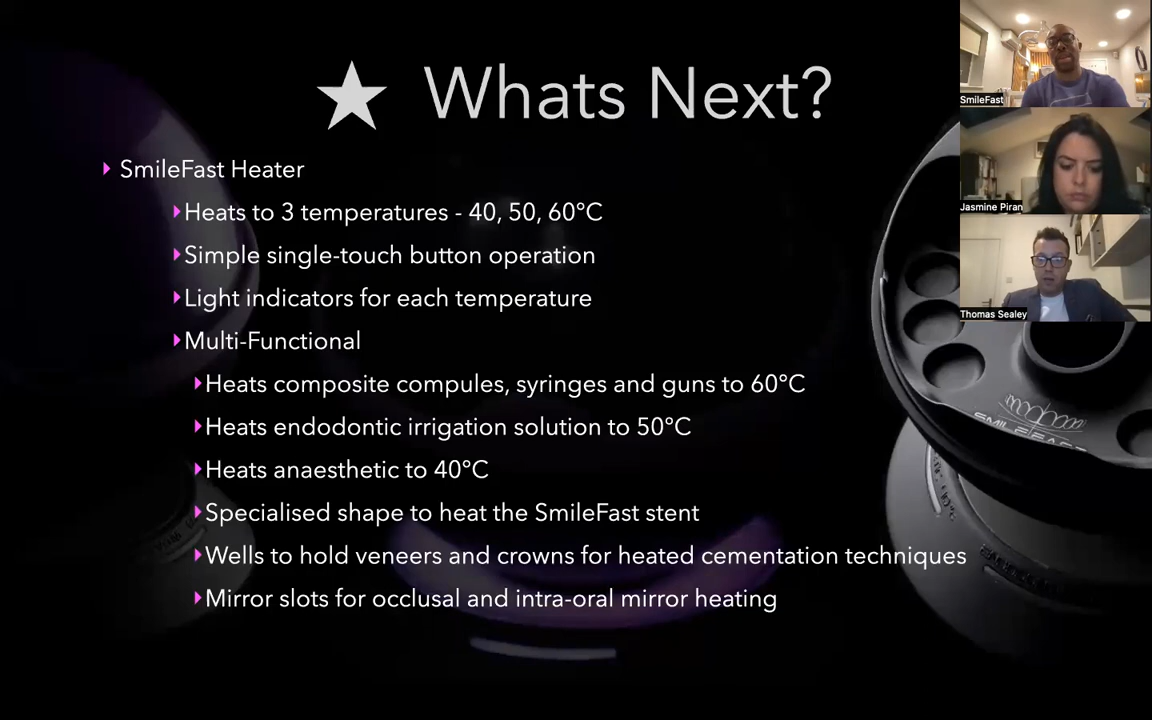 Whats Next?
SmileFast Heater
Heats to 3 temperatures - 40, 50, 60°C
Simple single-touch button operation
Light indicators for each temperature
Multi-Functional
Heats composite compules, syringes and guns to 60°C
Heats endodontic irrigation solution to 50°C
Heats anaesthetic to 40°C
Specialised shape to heat the SmileFast stent
Wells to hold veneers and crowns for heated cementation techniques
Mirror slots for occlusal and intra-oral mirror heating
SmileFast
Jasmine Piran
Thomas Sealey
SMILEFAST